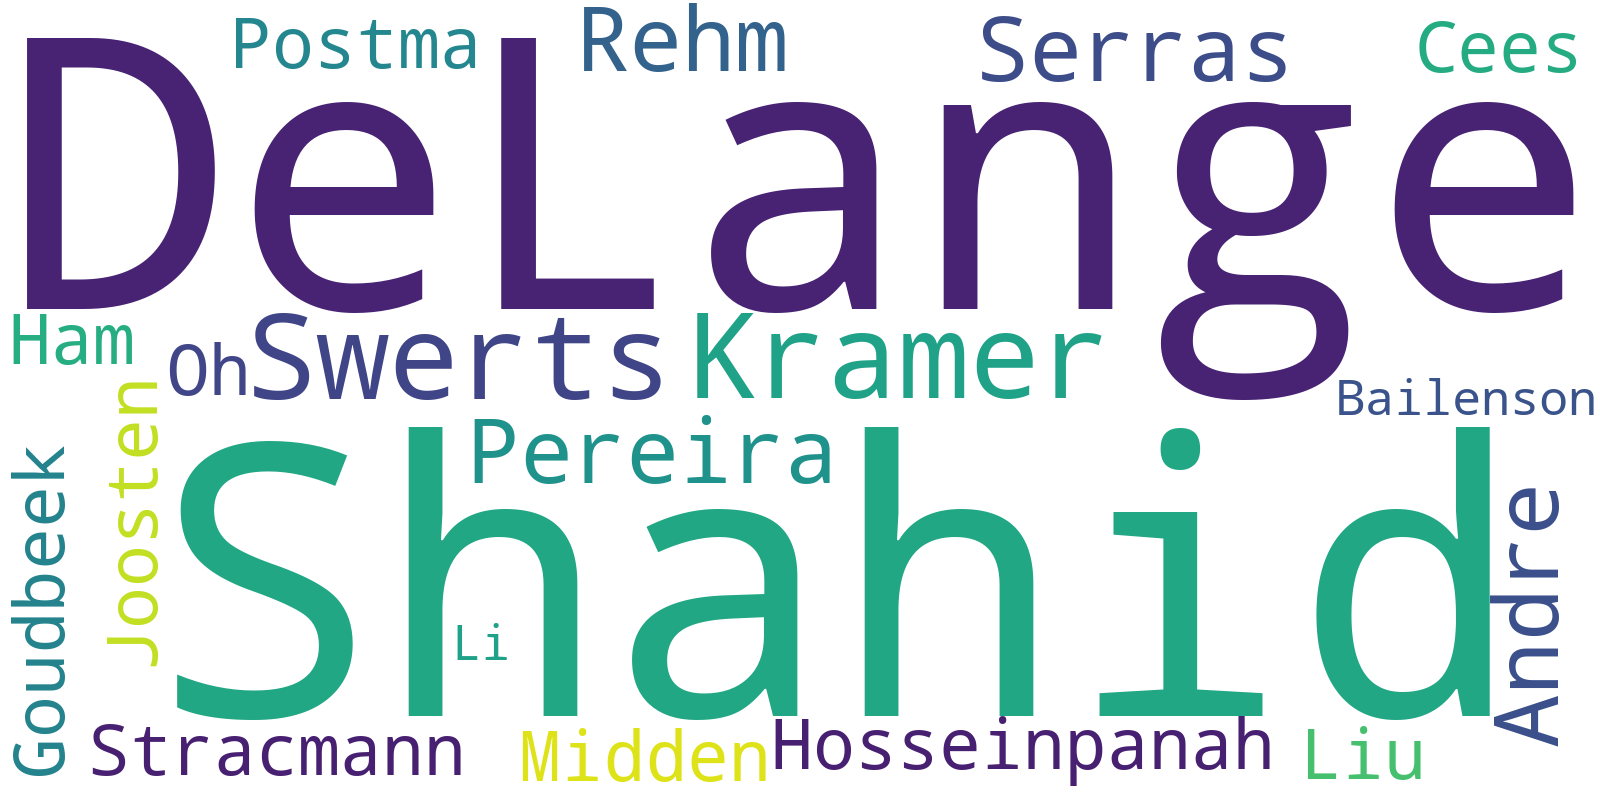 Postma
Rehm
Serras
Cees
DeLange
Ham
Oh
Swerts
Kramer
Bailenson
Joosten
Pereira
Goudbeek
Shahid
Andre
Li
Stracmann
Midden
Hosseinpanah
Liu